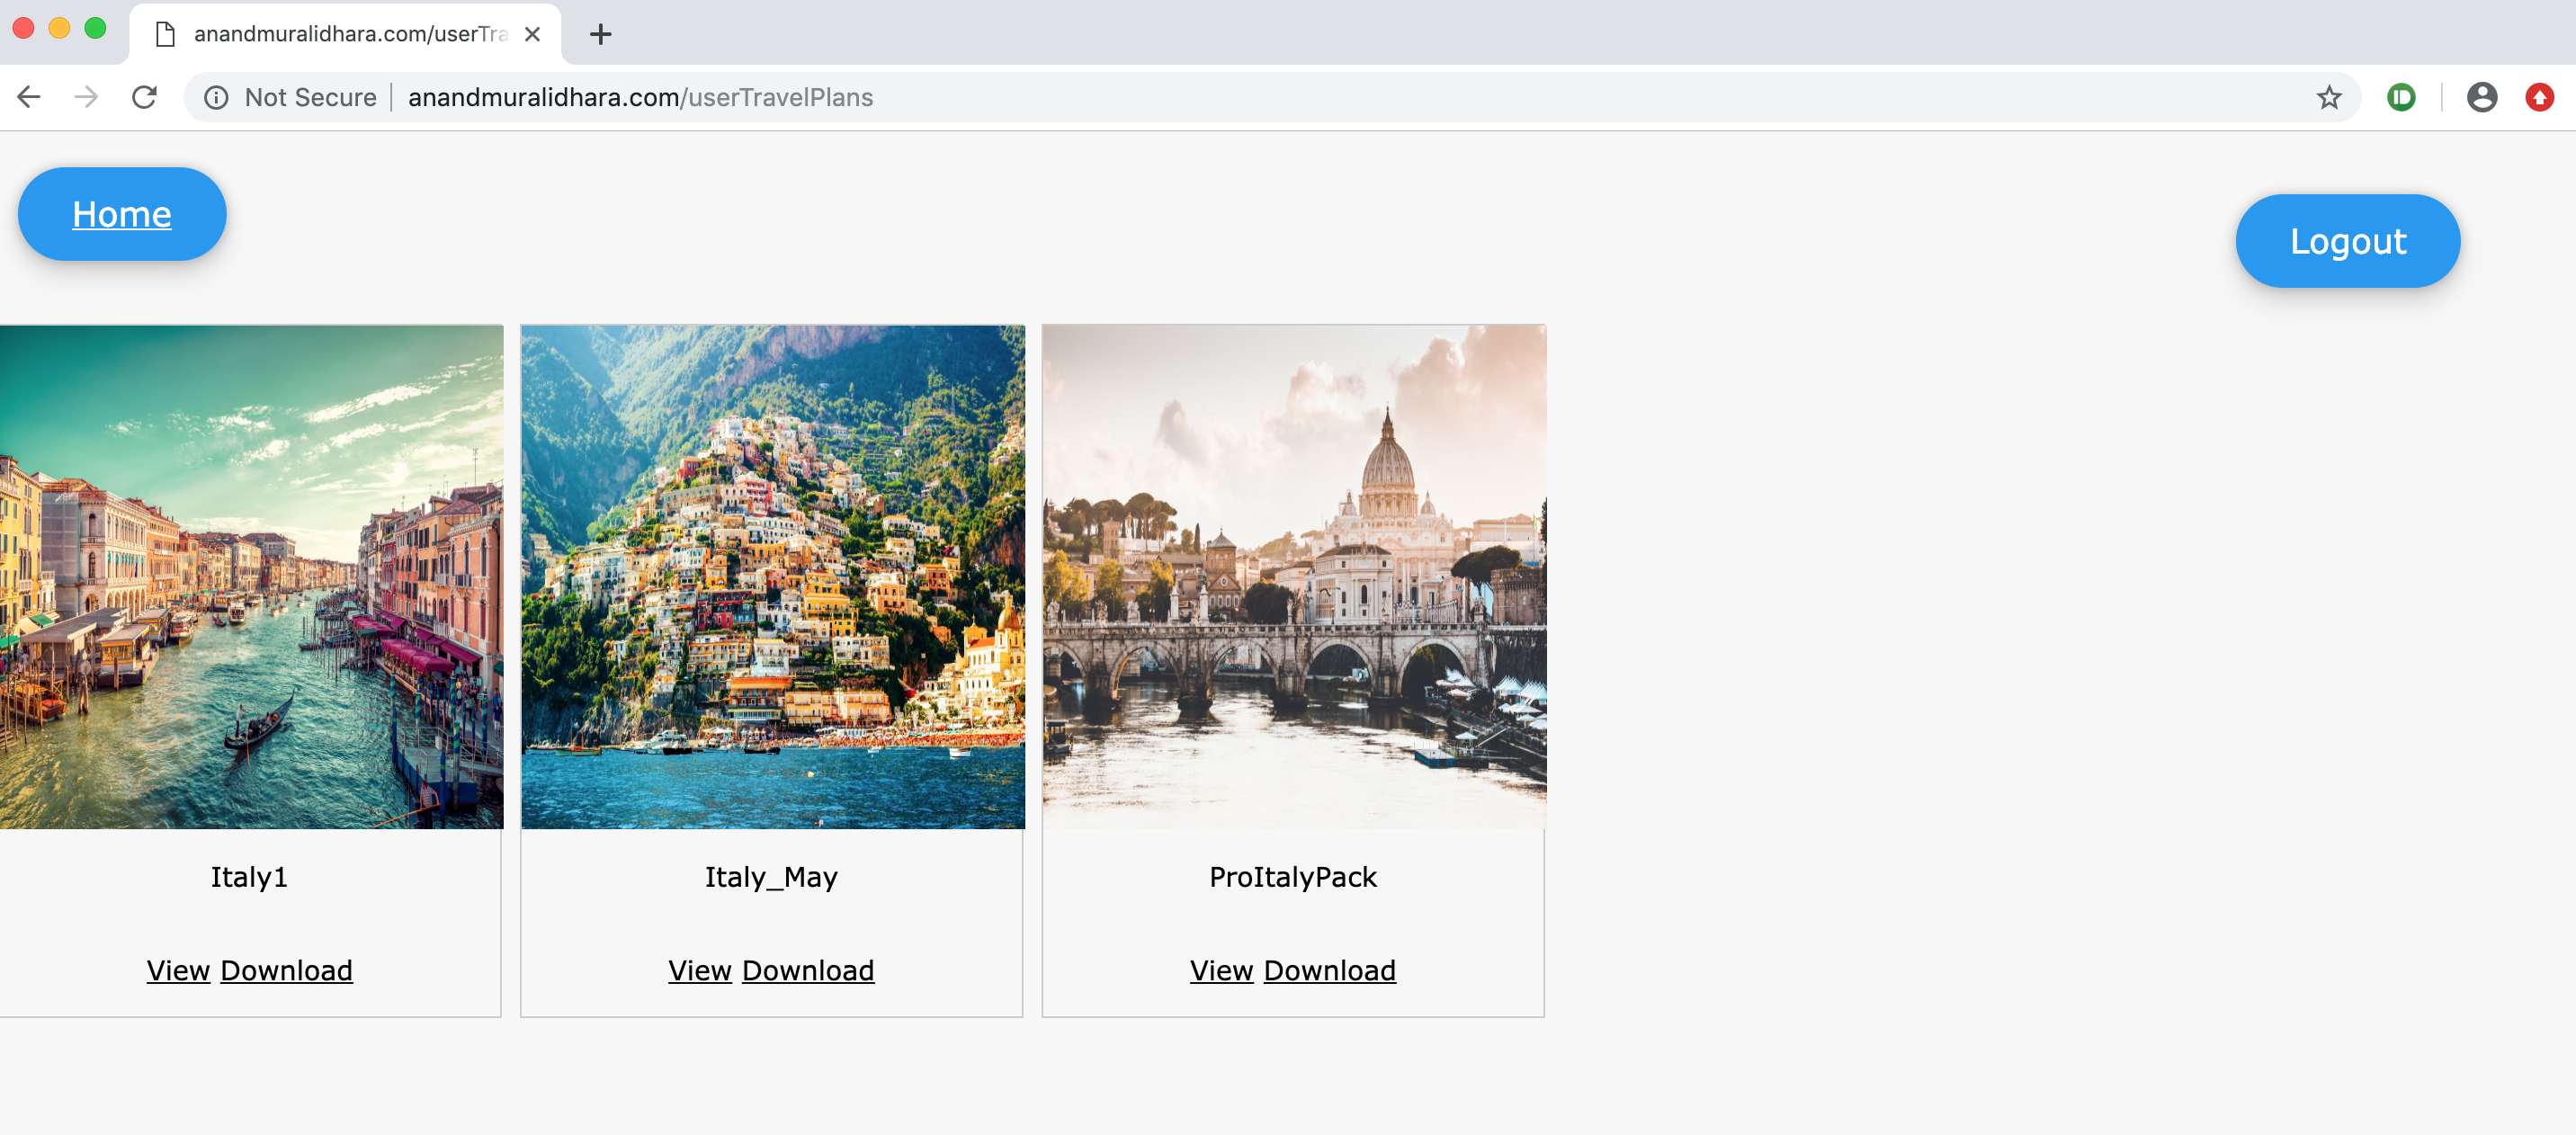 anandmuralidhara.com/userTra
Not Secure anandmuralidhara.com/userTravelPlans
Home
Logout
Italy1
Italy_May
ProItalyPack
View Download
View Download
View Download